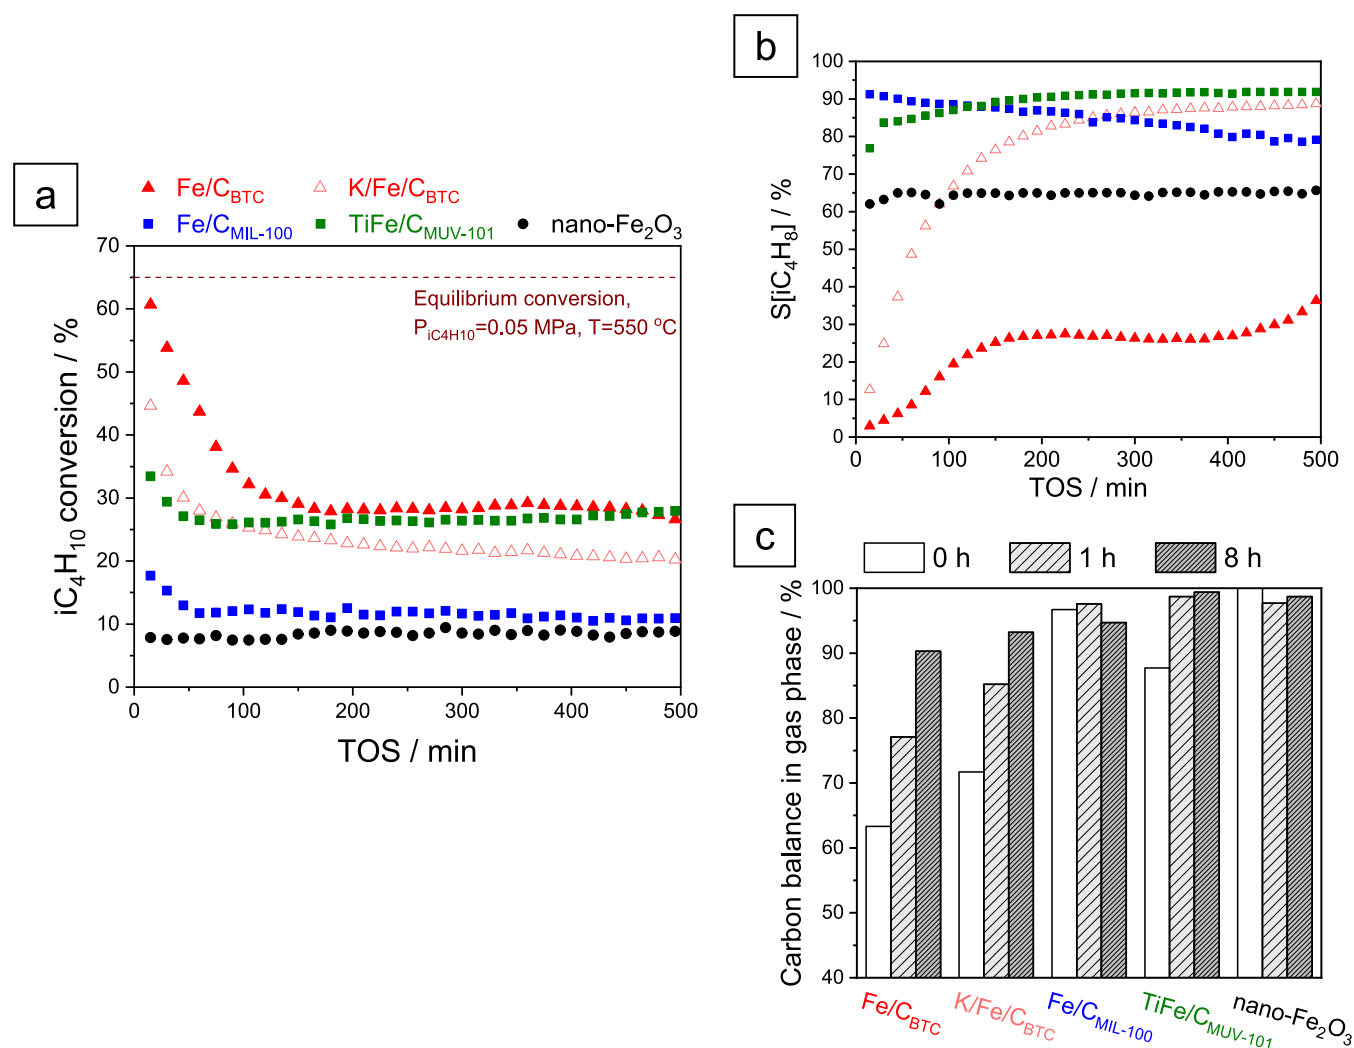 a
Fe/C_BTC K/Fe/C_BTC
Fe/C_MIL-100 TiFe/C_MUV-101 nano-Fe₂O₃
70
60
50
40
30
20
10
0
iC₄H₁₀ conversion / %
Equilibrium conversion,
P_iC4H10=0.05 MPa, T=550 °C
0 100 200 300 400 500
TOS / min
b
100
90
80
70
60
50
40
30
20
10
0
S[iC₄H₈] / %
0 100 200 300 400 500
TOS / min
c
0 h 1 h 8 h
100
90
80
70
60
50
40
Carbon balance in gas phase / %
Fe/C_BTC K/Fe/C_BTC Fe/C_MIL-100 TiFe/C_MUV-101 nano-Fe₂O₃